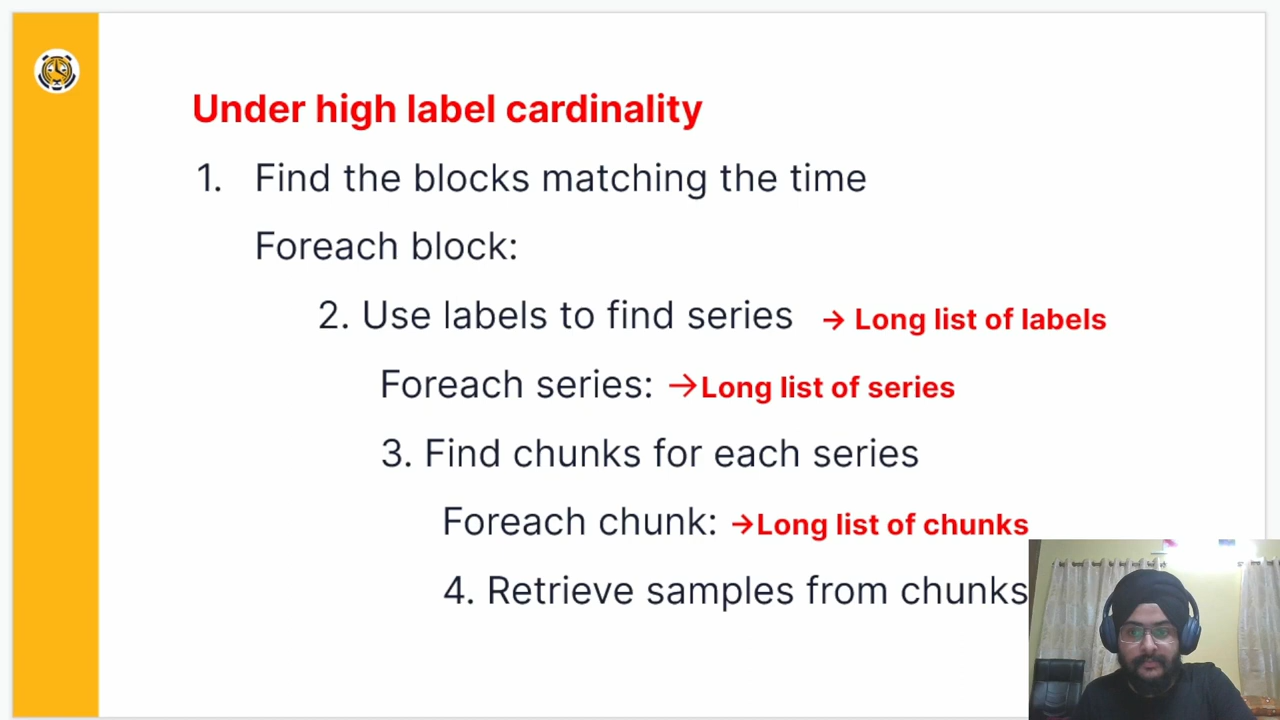 Under high label cardinality
1. Find the blocks matching the time
Foreach block:
2. Use labels to find series → Long list of labels
Foreach series: →Long list of series
3. Find chunks for each series
Foreach chunk: →Long list of chunks
4. Retrieve samples from chunks